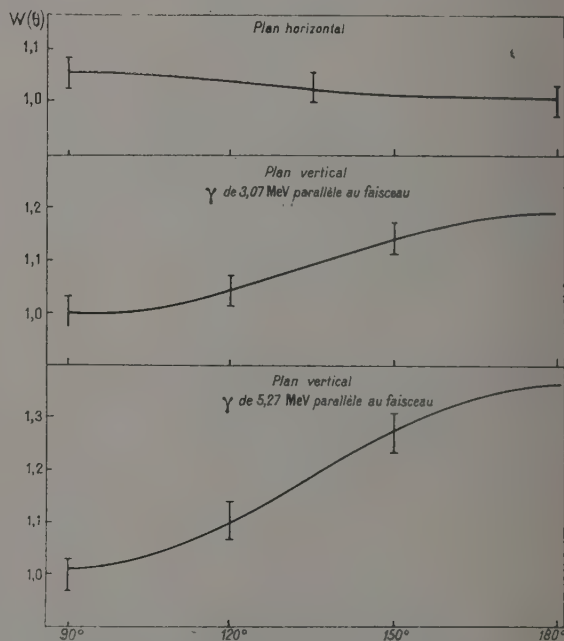 W(θ)
Plan horizontal
1,1
1,0
Plan vertical
γ de 3,07 MeV parallèle au faisceau
1,2
1,1
1,0
Plan vertical
γ de 5,27 MeV parallèle au faisceau
1,3
1,1
1,0
90° 120° 150° 180°